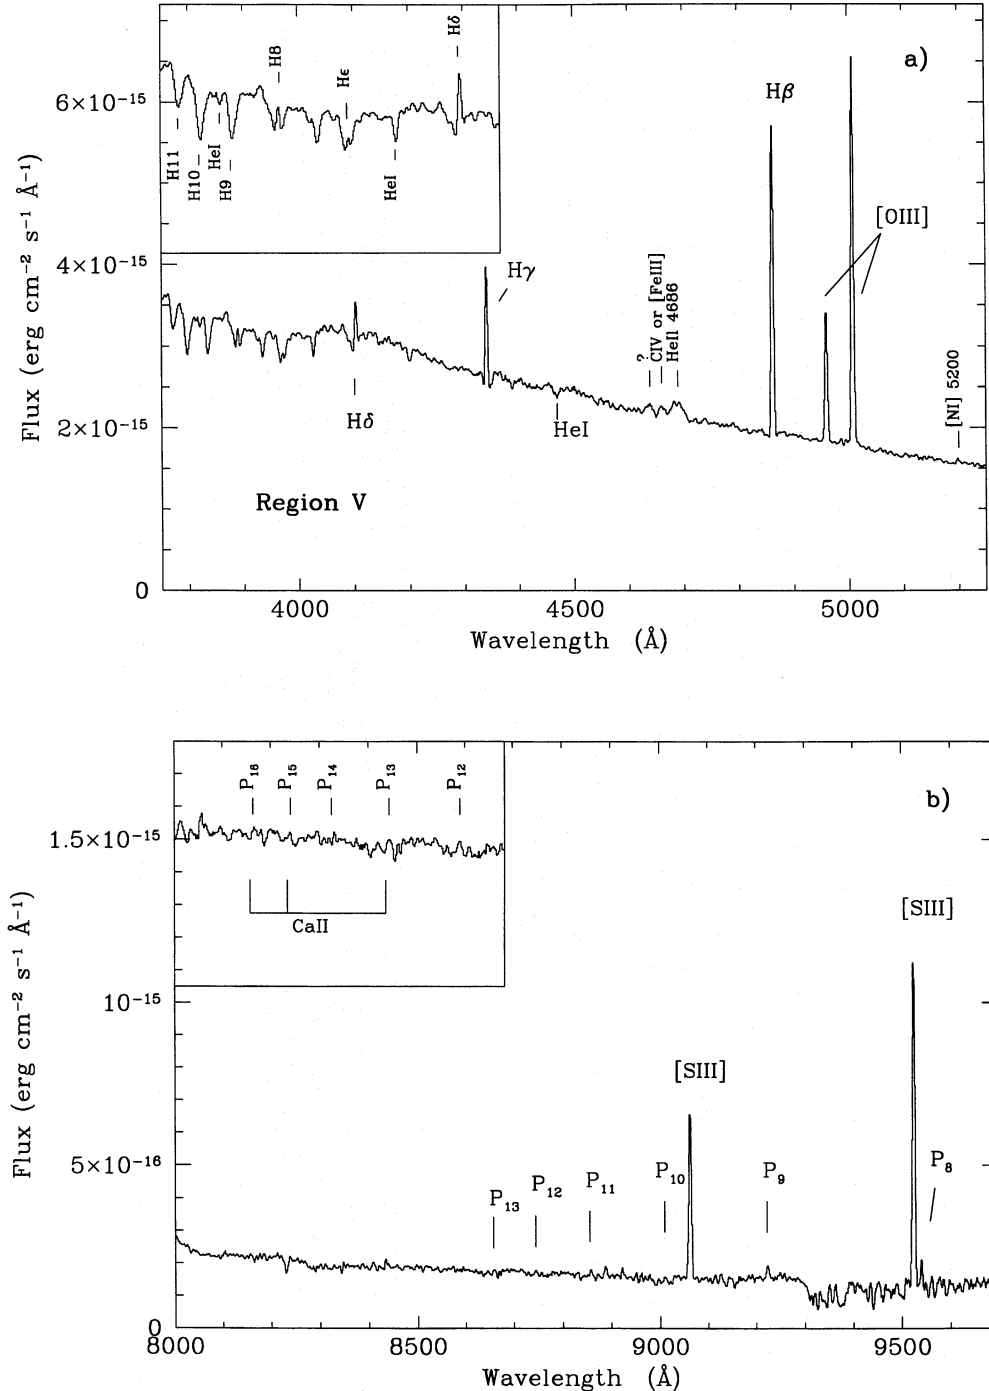 a)
Hδ
H8
Hε
H11
H10
HeI
H9
HeI
Hβ
[OIII]
Hγ
?
CIV or [FeIII]
HeII 4686
[NI] 5200
Hδ
HeI
Region V
6×10⁻¹⁵
4×10⁻¹⁵
2×10⁻¹⁵
0
Flux (erg cm⁻² s⁻¹ Å⁻¹)
4000 4500 5000
Wavelength (Å)
b)
P₁₆ P₁₅ P₁₄ P₁₃ P₁₂
CaII
[SIII]
[SIII]
P₁₃ P₁₂ P₁₁ P₁₀ P₉ P₈
1.5×10⁻¹⁵
10⁻¹⁵
5×10⁻¹⁶
0
Flux (erg cm⁻² s⁻¹ Å⁻¹)
8000 8500 9000 9500
Wavelength (Å)